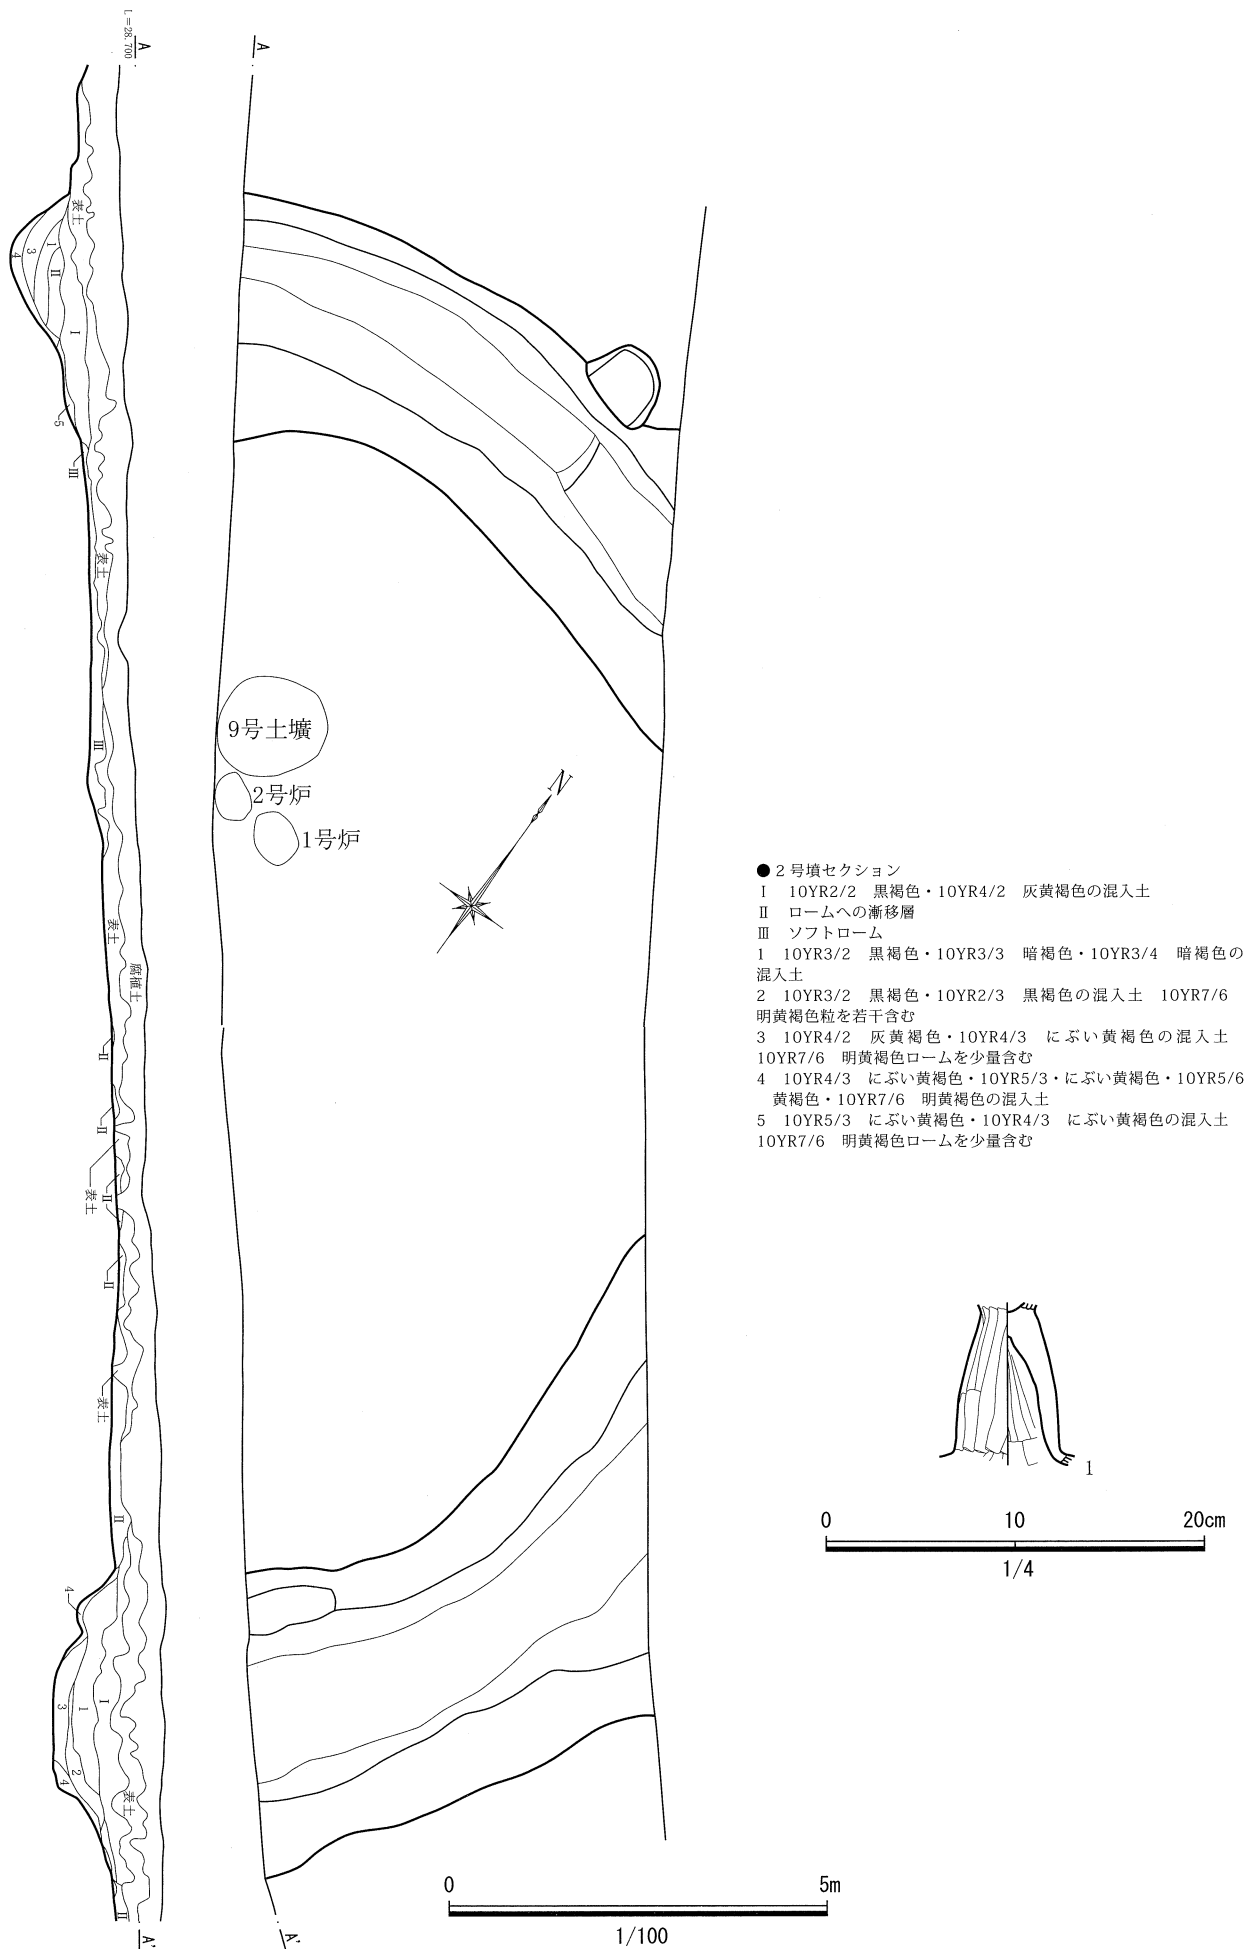 L=28.700
A
A
表土
1
3
4
Ⅱ
Ⅰ
5
Ⅲ
表土
9号土壙
2号炉
1号炉
Ⅲ
N
表土
腐植土
Ⅱ
Ⅱ
Ⅱ
表土
Ⅱ
表土
Ⅱ
4
Ⅰ
1
3
2
4
表土
Ⅱ
A'
A'
●2号墳セクション
Ⅰ 10YR2/2 黒褐色・10YR4/2 灰黄褐色の混入土
Ⅱ ロームへの漸移層
Ⅲ ソフトローム
1 10YR3/2 黒褐色・10YR3/3 暗褐色・10YR3/4 暗褐色の
混入土
2 10YR3/2 黒褐色・10YR2/3 黒褐色の混入土 10YR7/6
明黄褐色粒を若干含む
3 10YR4/2 灰黄褐色・10YR4/3 にぶい黄褐色の混入土
10YR7/6 明黄褐色ロームを少量含む
4 10YR4/3 にぶい黄褐色・10YR5/3・にぶい黄褐色・10YR5/6
黄褐色・10YR7/6 明黄褐色の混入土
5 10YR5/3 にぶい黄褐色・10YR4/3 にぶい黄褐色の混入土
10YR7/6 明黄褐色ロームを少量含む
1
0 10 20cm
1/4
0 5m
1/100